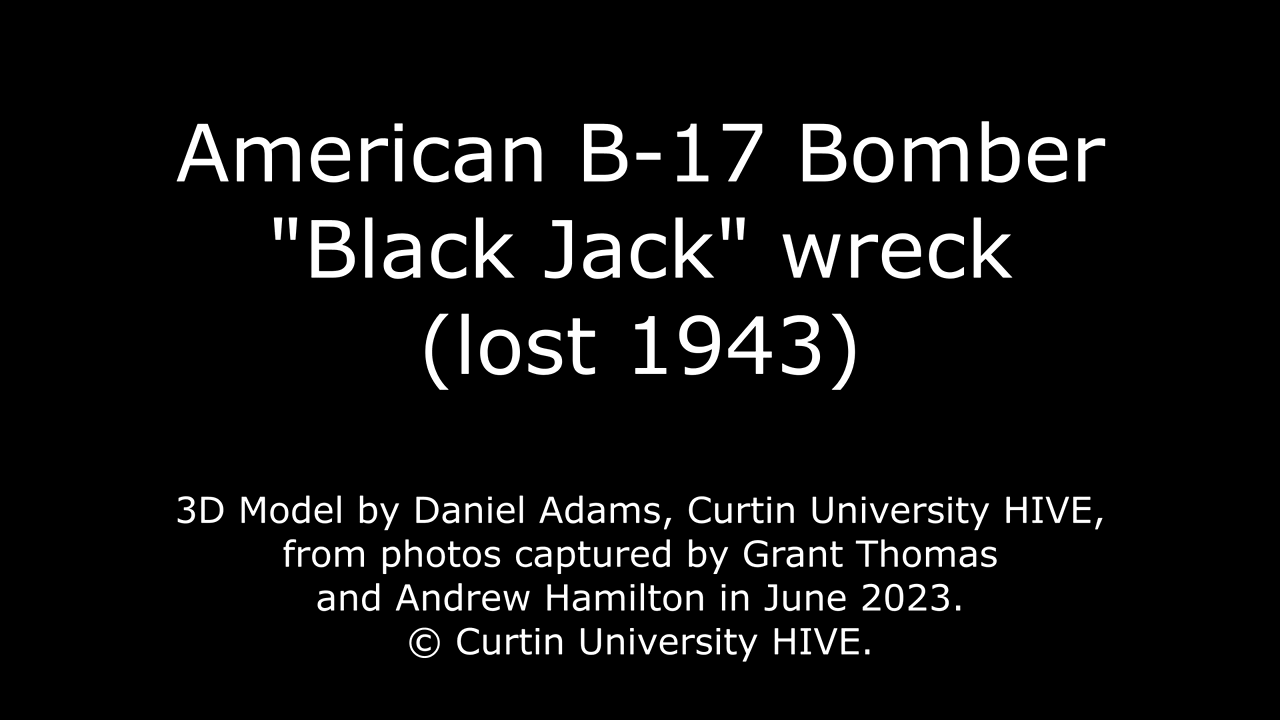 American B-17 Bomber
"Black Jack" wreck
(lost 1943)
3D Model by Daniel Adams, Curtin University HIVE,
from photos captured by Grant Thomas
and Andrew Hamilton in June 2023.
© Curtin University HIVE.